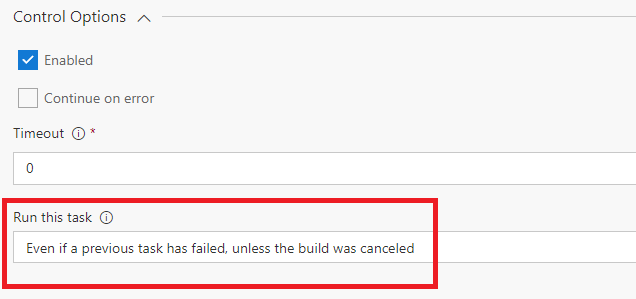 Control Options
Enabled
Continue on error
Timeout *
0
Run this task
Even if a previous task has failed, unless the build was canceled